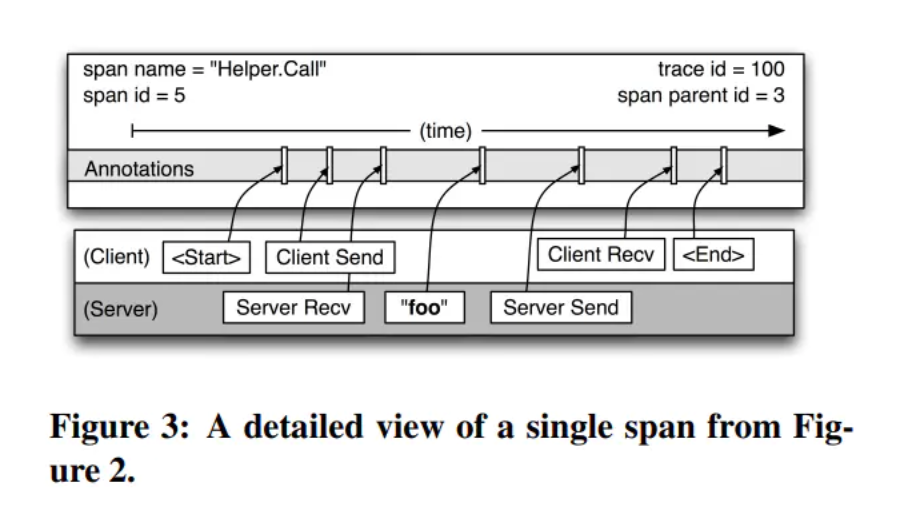 span name = "Helper.Call"
trace id = 100
span id = 5
span parent id = 3
(time)
Annotations
(Client)
<Start>
Client Send
Client Recv
<End>
(Server)
Server Recv
"foo"
Server Send
Figure 3: A detailed view of a single span from Fig-
ure 2.